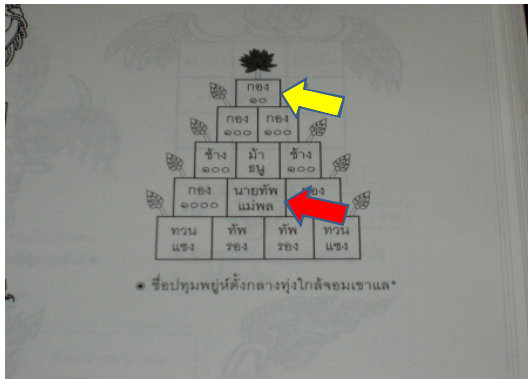 กอง
๑๐
กอง กอง
๑๐๐ ๑๐๐
ช้าง ม้า ช้าง
๑๐๐ ธนู ๑๐๐
กอง นายทัพ กอง
๑๐๐๐ แม่พล
ทวน ทัพ ทัพ ทวน
แซง รอง รอง แซง
๏ ชื่อปทุมพยู่ห์ตั้งกลางทุ่งใกล้จอมเขาแล*